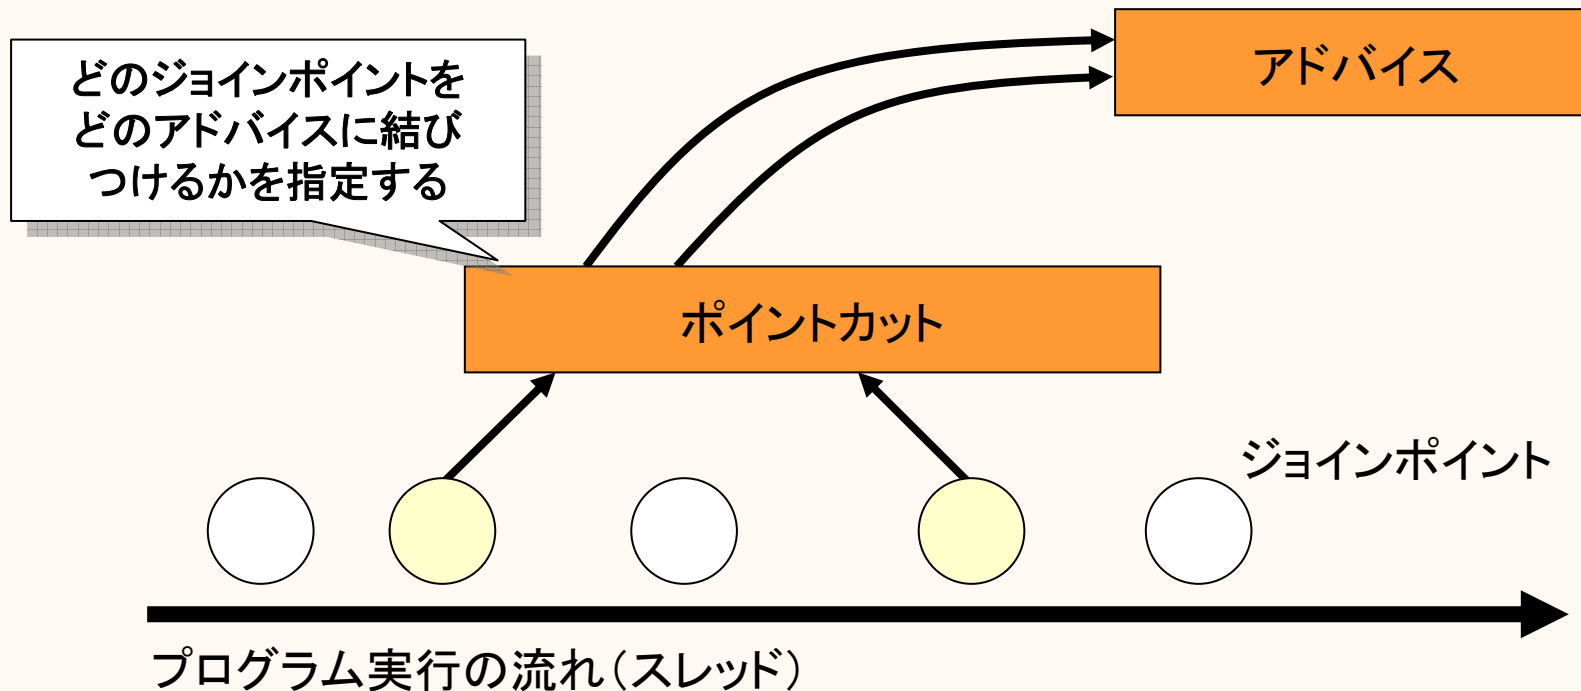 アドバイス
どのジョインポイントを
どのアドバイスに結び
つけるかを指定する
ポイントカット
ジョインポイント
プログラム実行の流れ(スレッド)